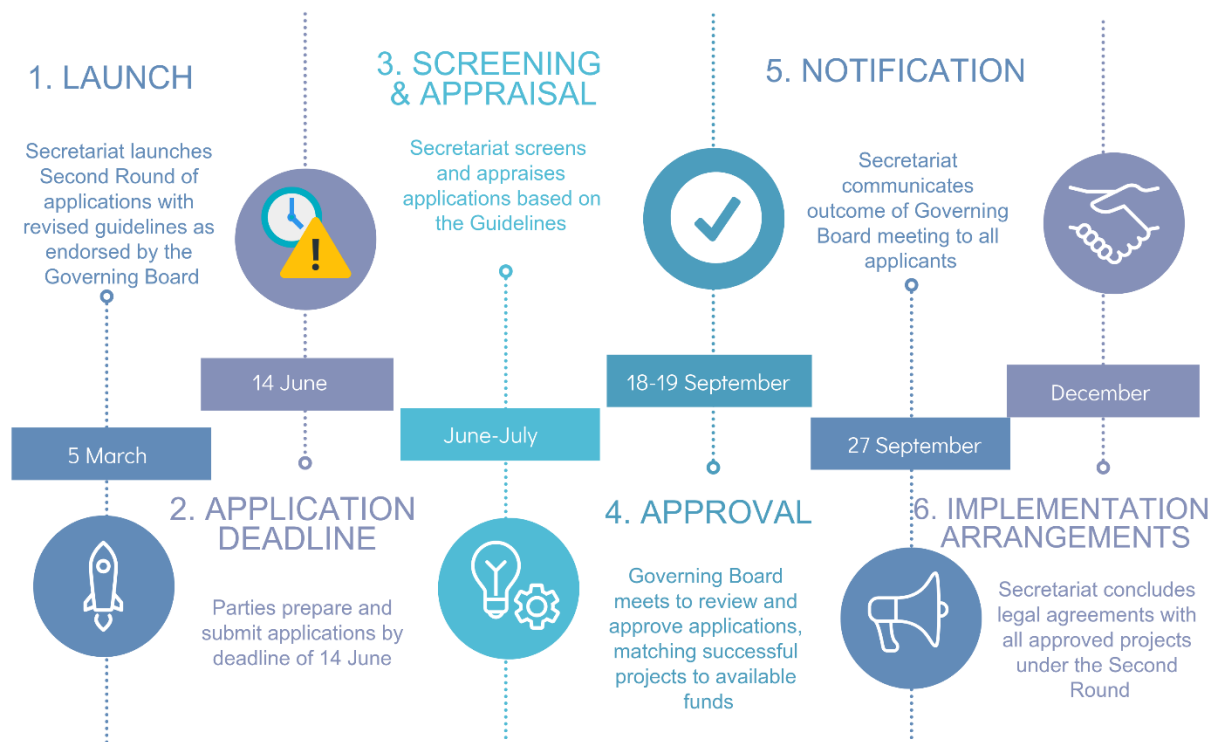 1. LAUNCH
Secretariat launches
Second Round of
applications with
revised guidelines as
endorsed by the
Governing Board
5 March
14 June
2. APPLICATION
DEADLINE
Parties prepare and
submit applications by
deadline of 14 June
3. SCREENING
& APPRAISAL
Secretariat screens
and appraises
applications based on
the Guidelines
June-July
18-19 September
4. APPROVAL
Governing Board
meets to review and
approve applications,
matching successful
projects to available
funds
5. NOTIFICATION
Secretariat
communicates
outcome of Governing
Board meeting to all
applicants
27 September
December
6. IMPLEMENTATION
ARRANGEMENTS
Secretariat concludes
legal agreements with
all approved projects
under the Second
Round